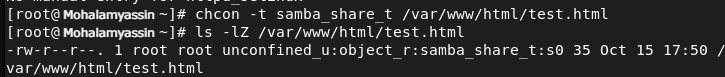 [root@Mohalamyassin ~]# chcon -t samba_share_t /var/www/html/test.html
[root@Mohalamyassin ~]# ls -lZ /var/www/html/test.html
-rw-r--r--. 1 root root unconfined_u:object_r:samba_share_t:s0 35 Oct 15 17:50 /
var/www/html/test.html